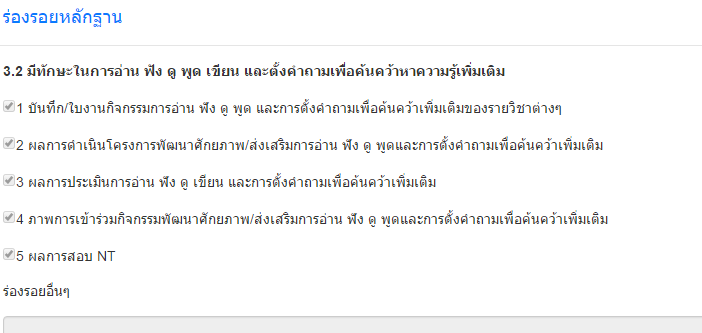 ร่องรอยหลักฐาน
3.2 มีทักษะในการอ่าน ฟัง ดู พูด เขียน และตั้งคำถามเพื่อค้นคว้าหาความรู้เพิ่มเติม
1 บันทึก/ใบงานกิจกรรมการอ่าน ฟัง ดู พูด และการตั้งคำถามเพื่อค้นคว้าเพิ่มเติมของรายวิชาต่างๆ
2 ผลการดำเนินโครงการพัฒนาศักยภาพ/ส่งเสริมการอ่าน ฟัง ดู พูดและการตั้งคำถามเพื่อค้นคว้าเพิ่มเติม
3 ผลการประเมินการอ่าน ฟัง ดู เขียน และการตั้งคำถามเพื่อค้นคว้าเพิ่มเติม
4 ภาพการเข้าร่วมกิจกรรมพัฒนาศักยภาพ/ส่งเสริมการอ่าน ฟัง ดู พูดและการตั้งคำถามเพื่อค้นคว้าเพิ่มเติม
5 ผลการสอบ NT
ร่องรอยอื่นๆ